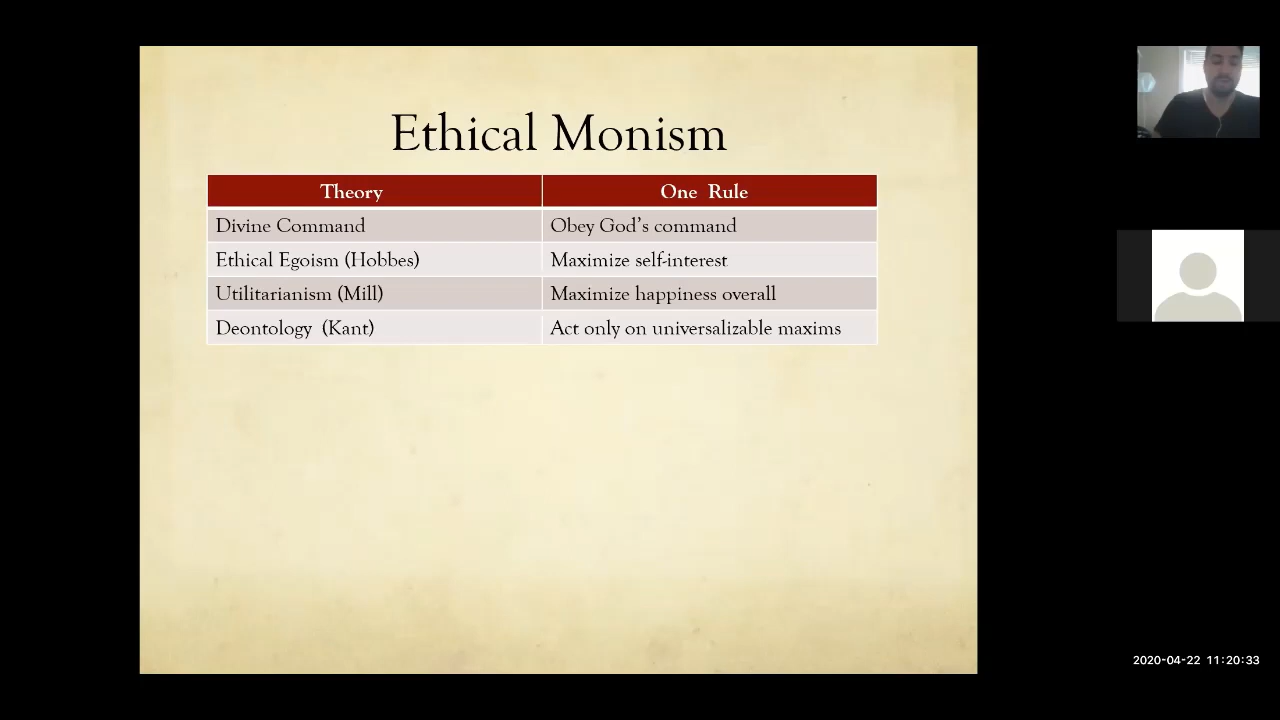 Ethical Monism
Theory One Rule
Divine Command Obey God's command
Ethical Egoism (Hobbes) Maximize self-interest
Utilitarianism (Mill) Maximize happiness overall
Deontology (Kant) Act only on universalizable maxims
2020-04-22 11:20:33